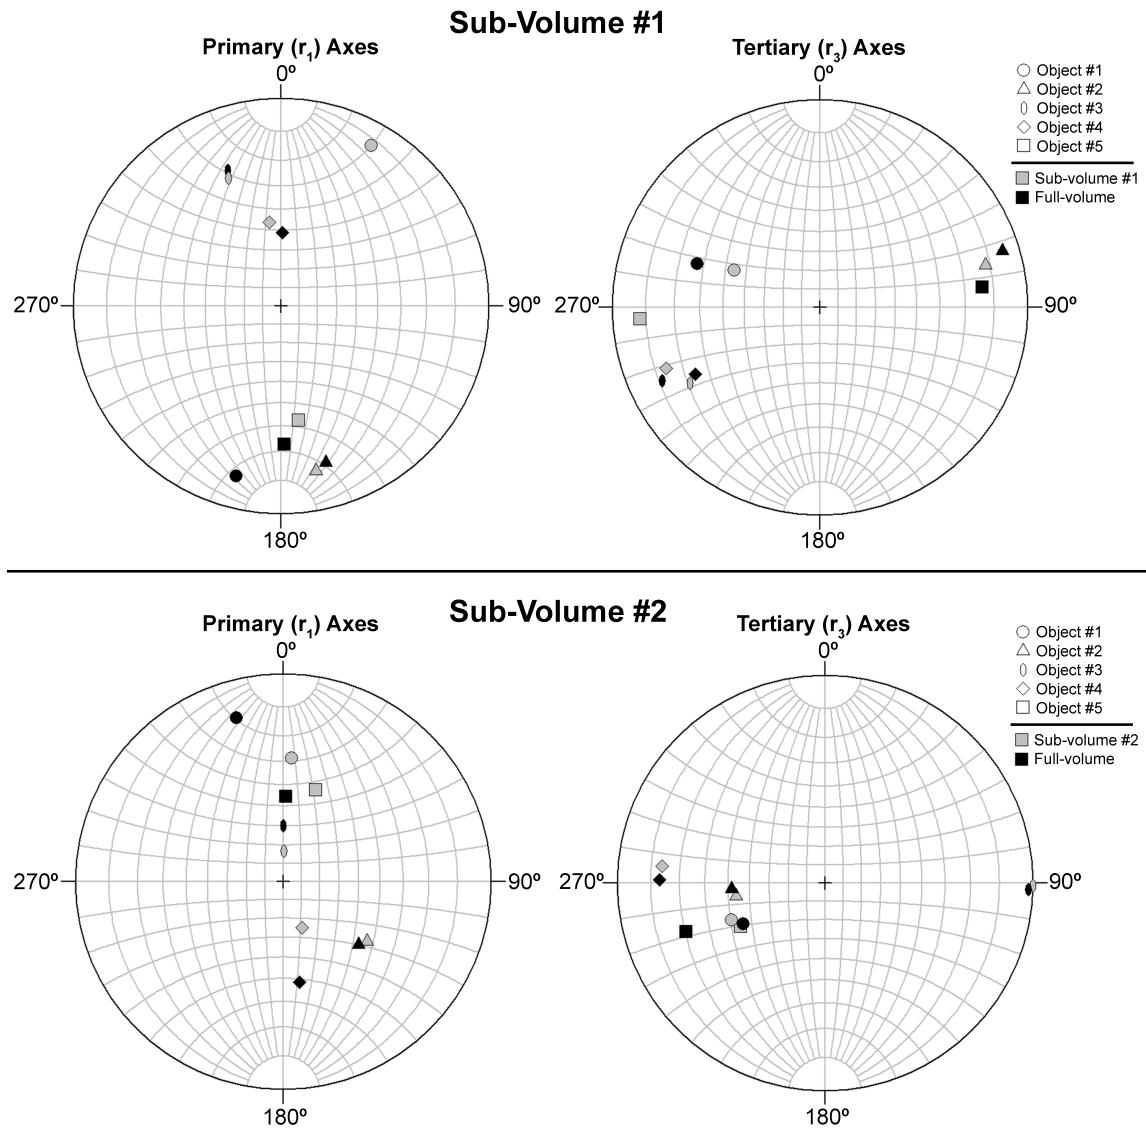 Sub-Volume #1
Primary (r1) Axes
Tertiary (r3) Axes
0º
0º
Object #1
Object #2
Object #3
Object #4
Object #5
Sub-volume #1
Full-volume
270º
90º
270º
90º
180º
180º
Sub-Volume #2
Primary (r1) Axes
Tertiary (r3) Axes
0º
0º
Object #1
Object #2
Object #3
Object #4
Object #5
Sub-volume #2
Full-volume
270º
90º
270º
90º
180º
180º